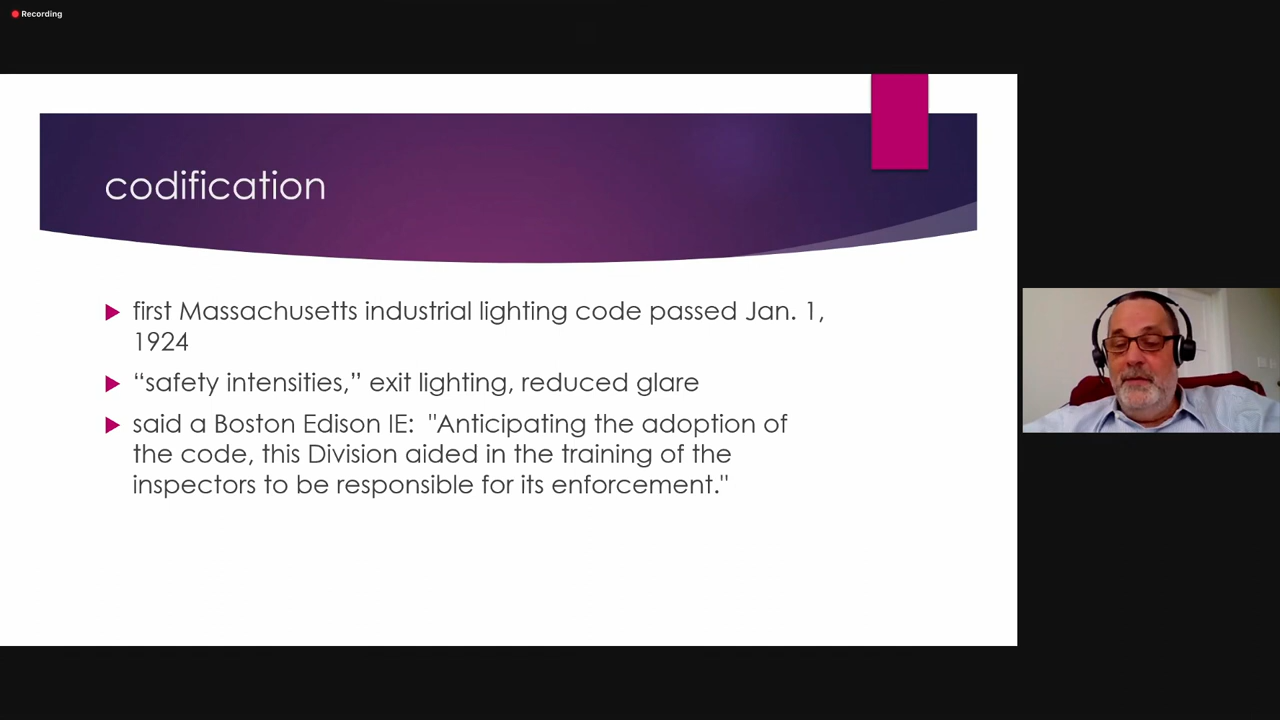 Recording
codification
first Massachusetts industrial lighting code passed Jan. 1,
1924
“safety intensities,” exit lighting, reduced glare
said a Boston Edison IE:  "Anticipating the adoption of
the code, this Division aided in the training of the
inspectors to be responsible for its enforcement."